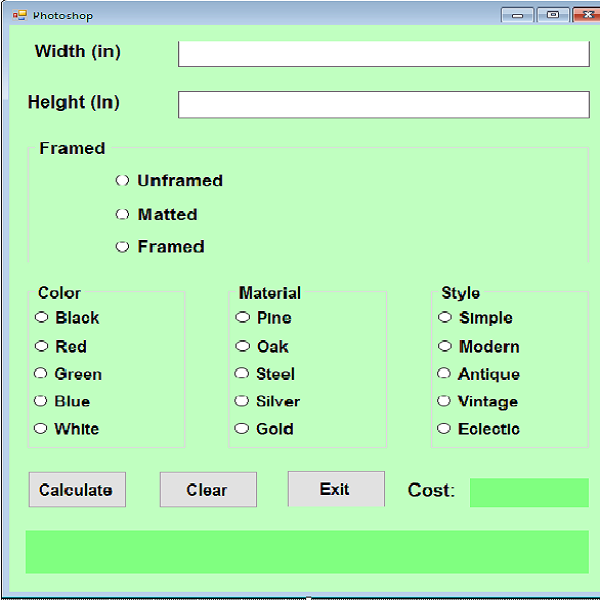 Photoshop
Width (in)
Height (in)
Framed
Unframed
Matted
Framed
Color Material Style
Black Pine Simple
Red Oak Modern
Green Steel Antique
Blue Silver Vintage
White Gold Eclectic
Calculate Clear Exit Cost: